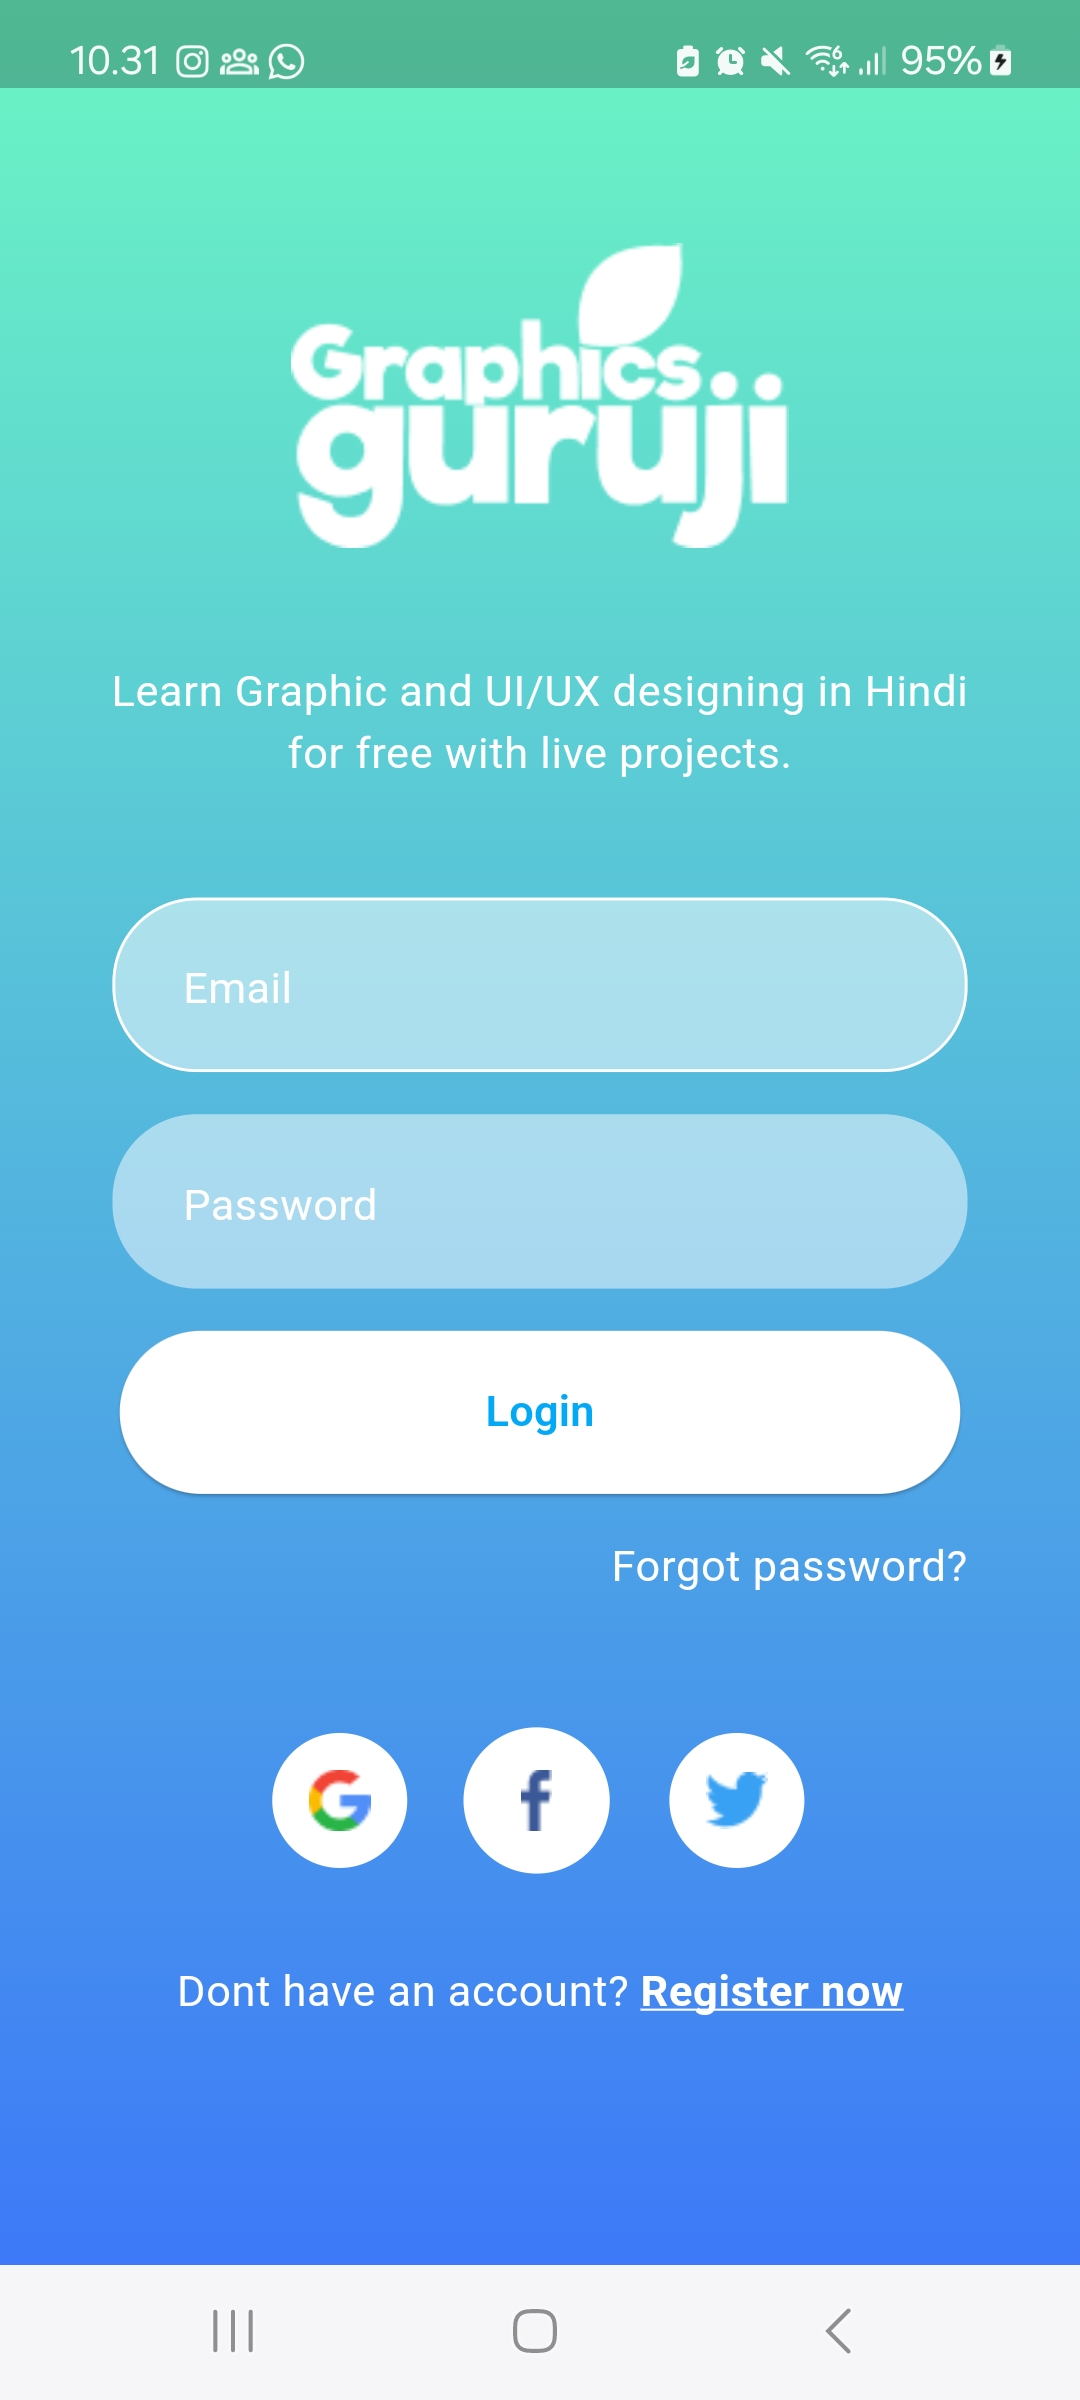 10.31 95%
Graphics
guruji
Learn Graphic and UI/UX designing in Hindi
for free with live projects.
Email
Password
Login
Forgot password?
Dont have an account? Register now